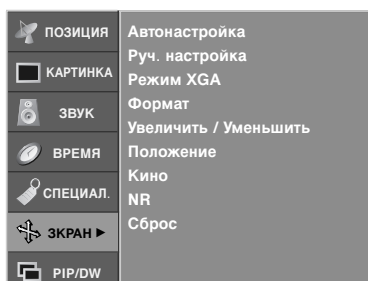 ПОЗИЦИЯ
КАРТИНКА
ЗВУК
ВРЕМЯ
СПЕЦИАЛ.
ЗКРАН ►
PIP/DW
Автонастройка
Руч. настройка
Режим XGA
Формат
Увеличить / Уменьшить
Положение
Кино
NR
Сброс